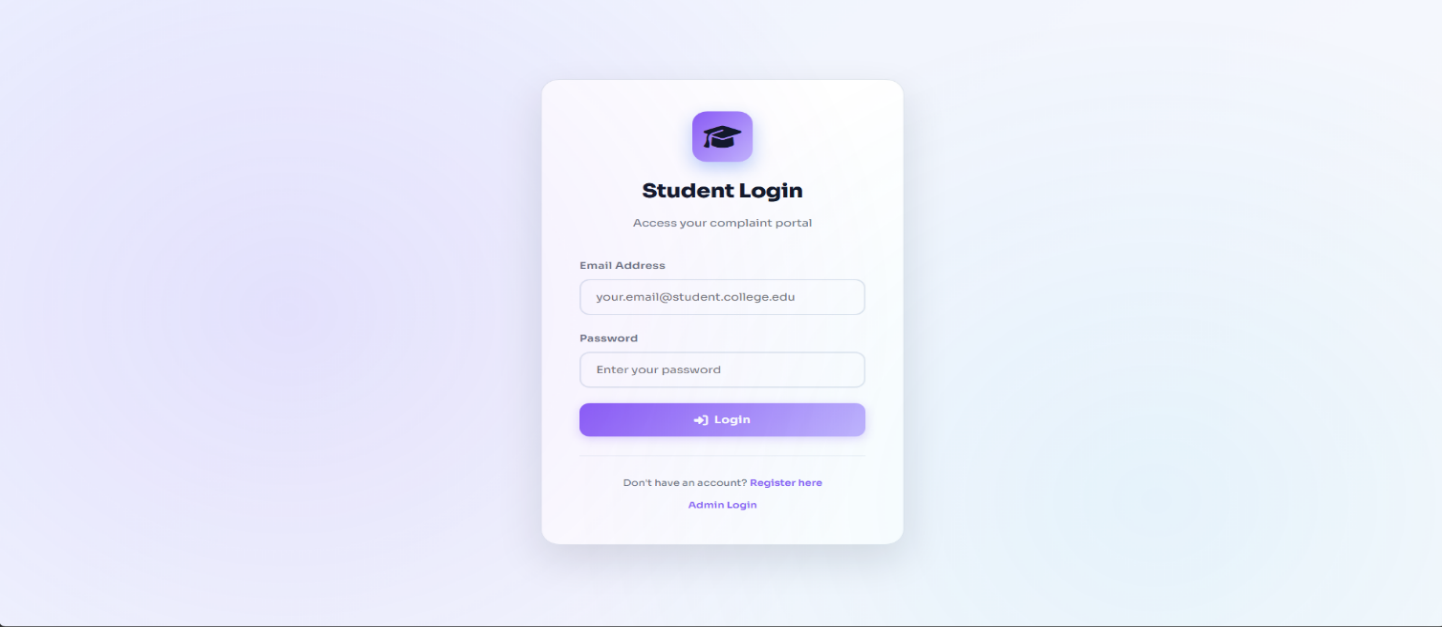 Student Login
Access your complaint portal
Email Address
your.email@student.college.edu
Password
Enter your password
Login
Don't have an account? Register here
Admin Login